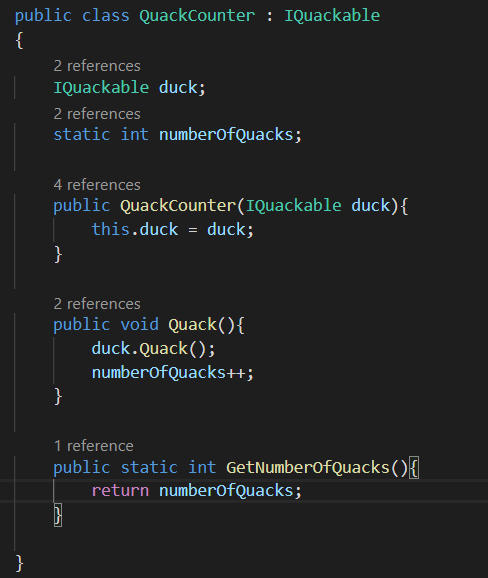 public class QuackCounter : IQuackable
{
2 references
IQuackable duck;
2 references
static int numberOfQuacks;
4 references
public QuackCounter(IQuackable duck){
this.duck = duck;
}
2 references
public void Quack(){
duck.Quack();
numberOfQuacks++;
}
1 reference
public static int GetNumberOfQuacks(){
return numberOfQuacks;
}
}